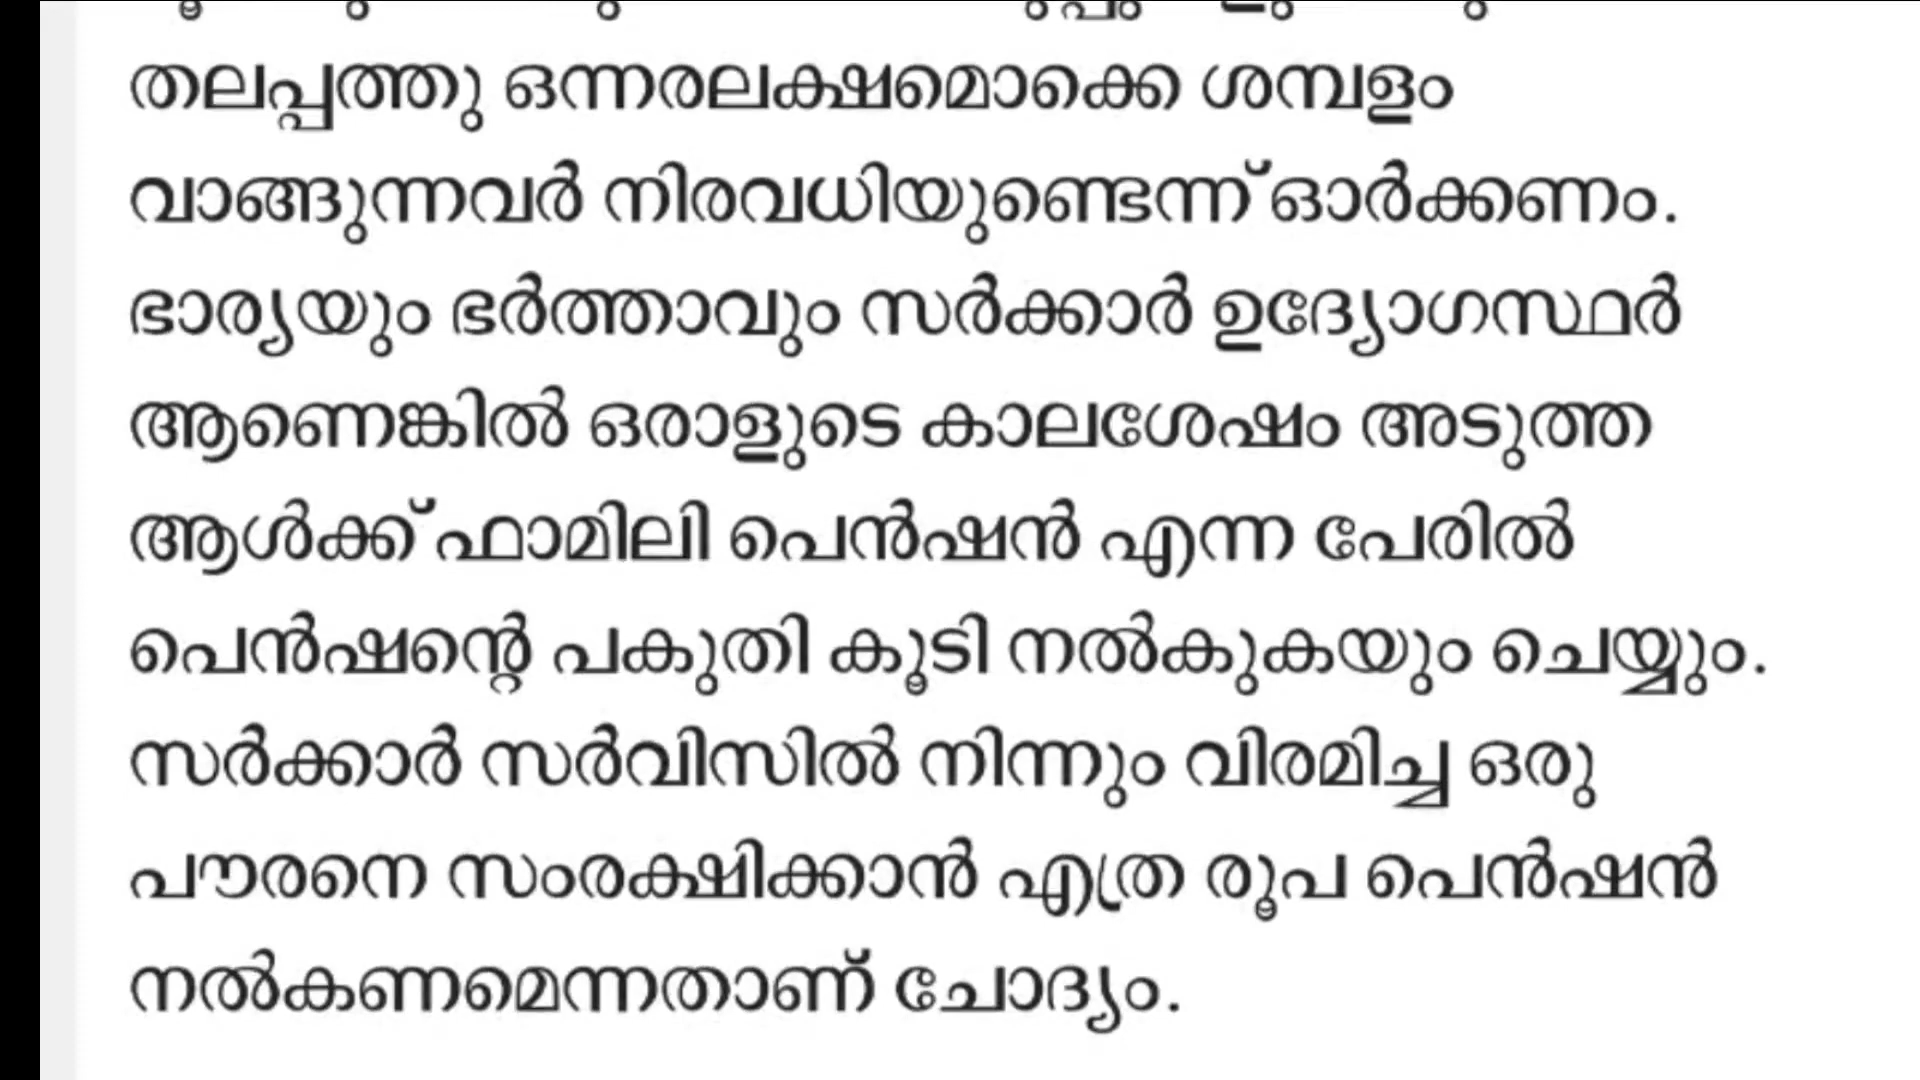 തലപ്പത്തു ഒന്നരലക്ഷമൊക്കെ ശമ്പളം
വാങ്ങുന്നവർ നിരവധിയുണ്ടെന്ന് ഓർക്കണം.
ഭാര്യയും ഭർത്താവും സർക്കാർ ഉദ്യോഗസ്ഥർ
ആണെങ്കിൽ ഒരാളുടെ കാലശേഷം അടുത്ത
ആൾക്ക് ഫാമിലി പെൻഷൻ എന്ന പേരിൽ
പെൻഷന്റെ പകുതി കൂടി നൽകുകയും ചെയ്യും.
സർക്കാർ സർവിസിൽ നിന്നും വിരമിച്ച ഒരു
പൗരനെ സംരക്ഷിക്കാൻ എത്ര രൂപ പെൻഷൻ
നൽകണമെന്നതാണ് ചോദ്യം.